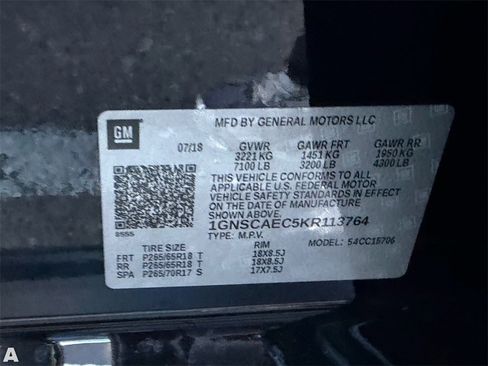 GM
MFD BY GENERAL MOTORS LLC
07/18 GVWR GAWR FRT GAWR RR
3221 KG 1451 KG 1950 KG
7100 LB 3200 LB 4300 LB
THIS VEHICLE CONFORMS TO ALL
APPLICABLE U.S. FEDERAL MOTOR
VEHICLE SAFETY STANDARDS IN EFFECT
ON THE DATE OF MANUFACTURE SHOWN ABOVE.
1GNSCAEC5KR113764
TYPE: M.P.V. MODEL: 54CC15706
TIRE SIZE RIM
FRT P265/65R18 T 18X8.5J
RR P265/65R18 T 18X8.5J
SPA P265/70R17 S 17X7.5J
A